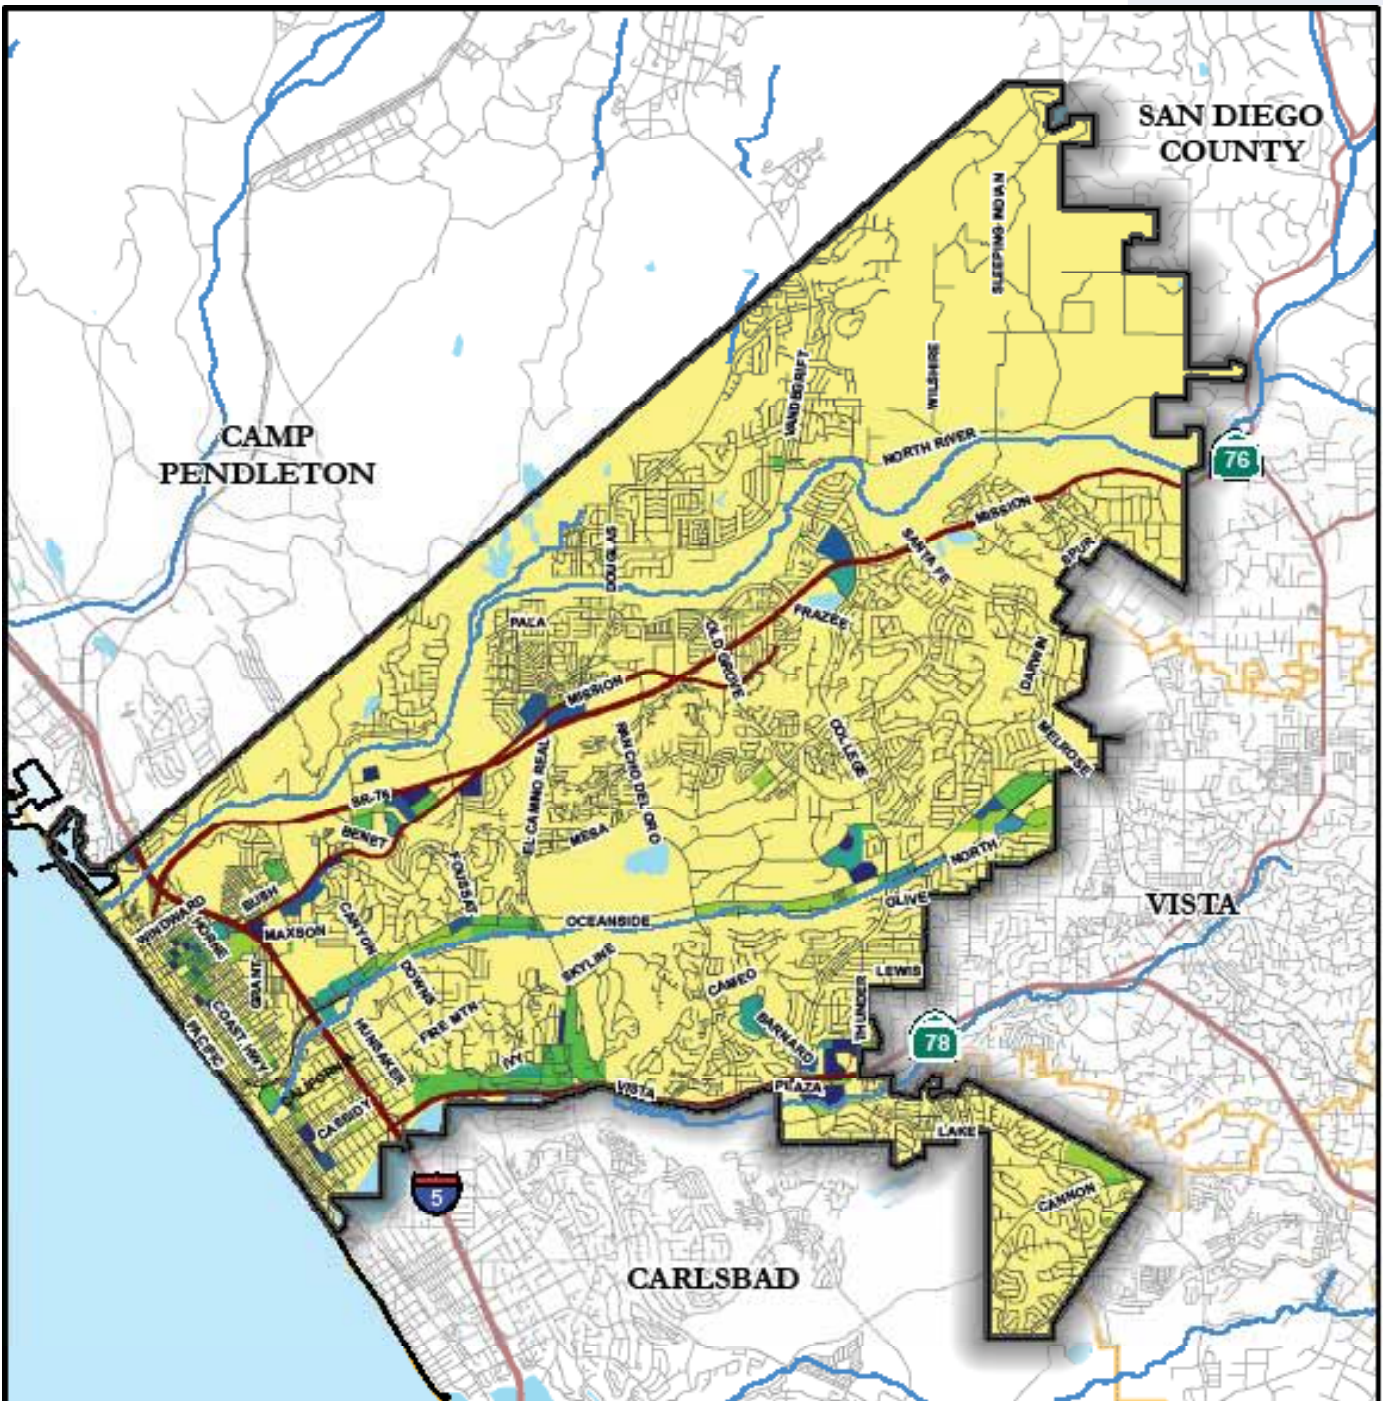 SAN DIEGO
COUNTY
SLEEPING INDIAN
VANDEGRIFT
WILSHIRE
CAMP
PENDLETON
NORTH RIVER
76
MISSION
DOUGLAS
SANTA FE
SPUR
PALA
FRAZEE
OLD GROVE
DARWIN
MISSION
RANCHO DEL ORO
COLLEGE
MELROSE
EL CAMINO REAL
SR-76
BENET
MESA
FOUSSAT
NORTH
BUSH
OLIVE
VISTA
WINDWARD
HORNE
MAXSON
CANYON
OCEANSIDE
GRANT
DOWNS
SKYLINE
CAMEO
LEWIS
THUNDER
COAST HWY
PACIFIC
HUNSAKER
FIRE MTN
BARNARD
78
IVY
CALIFORNIA
VISTA
PLAZA
CASSIDY
LAKE
5
CANNON
CARLSBAD